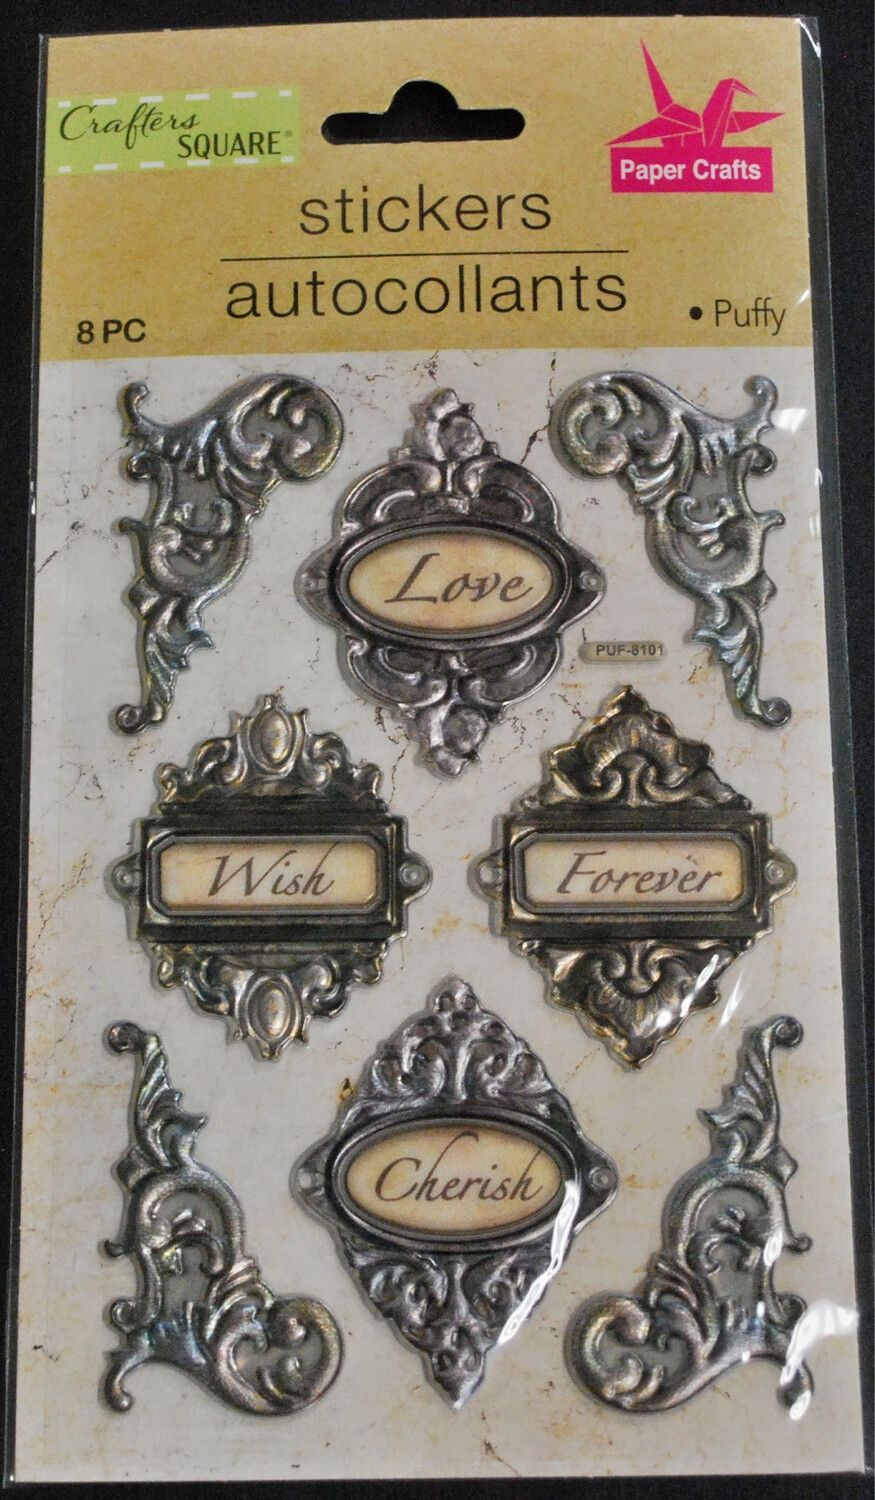 Crafters
SQUARE®
Paper Crafts
stickers
autocollants
8 PC
• Puffy
Love
PUF-8101
Wish
Forever
Cherish